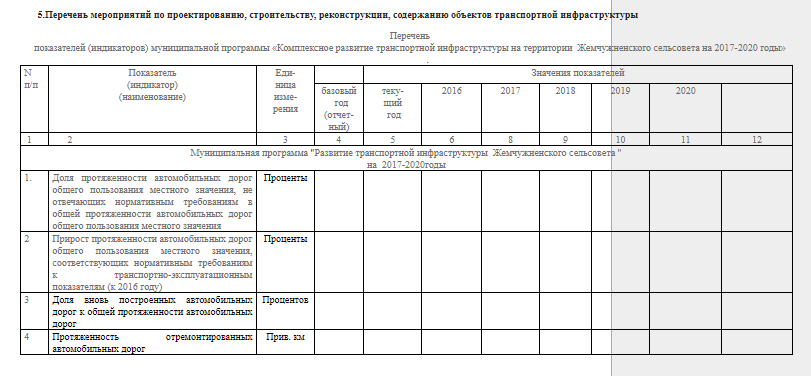 5.Перечень мероприятий по проектированию, строительству, реконструкции, содержанию объектов транспортной инфраструктуры
Перечень
показателей (индикаторов) муниципальной программы «Комплексное развитие транспортной инфраструктуры на территории Жемчужненского сельсовета на 2017-2020 годы»
.
N
п/п
Показатель
(индикатор)
(наименование)
Еди-
ница
изме-
рения
Значения показателей
базовый
год
(отчет-
ный)
теку-
щий
год
2016
2017
2018
2019
2020
1 2 3 4 5 6 7 8 9 10 11 12
Муниципальная программа "Развитие транспортной инфраструктуры Жемчужненского сельсовета "
на 2017-2020годы
1.
Доля протяженности автомобильных дорог
общего пользования местного значения, не
отвечающих нормативным требованиям в
общей протяженности автомобильных дорог
общего пользования местного значения
Проценты
2
Прирост протяженности автомобильных дорог
общего пользования местного значения,
соответствующих нормативным требованиям
к транспортно-эксплуатационным
показателям (к 2016 году)
Проценты
3
Доля вновь построенных автомобильных
дорог к общей протяженности автомобильных
дорог
Процентов
4
Протяженность отремонтированных
автомобильных дорог
Прив. км